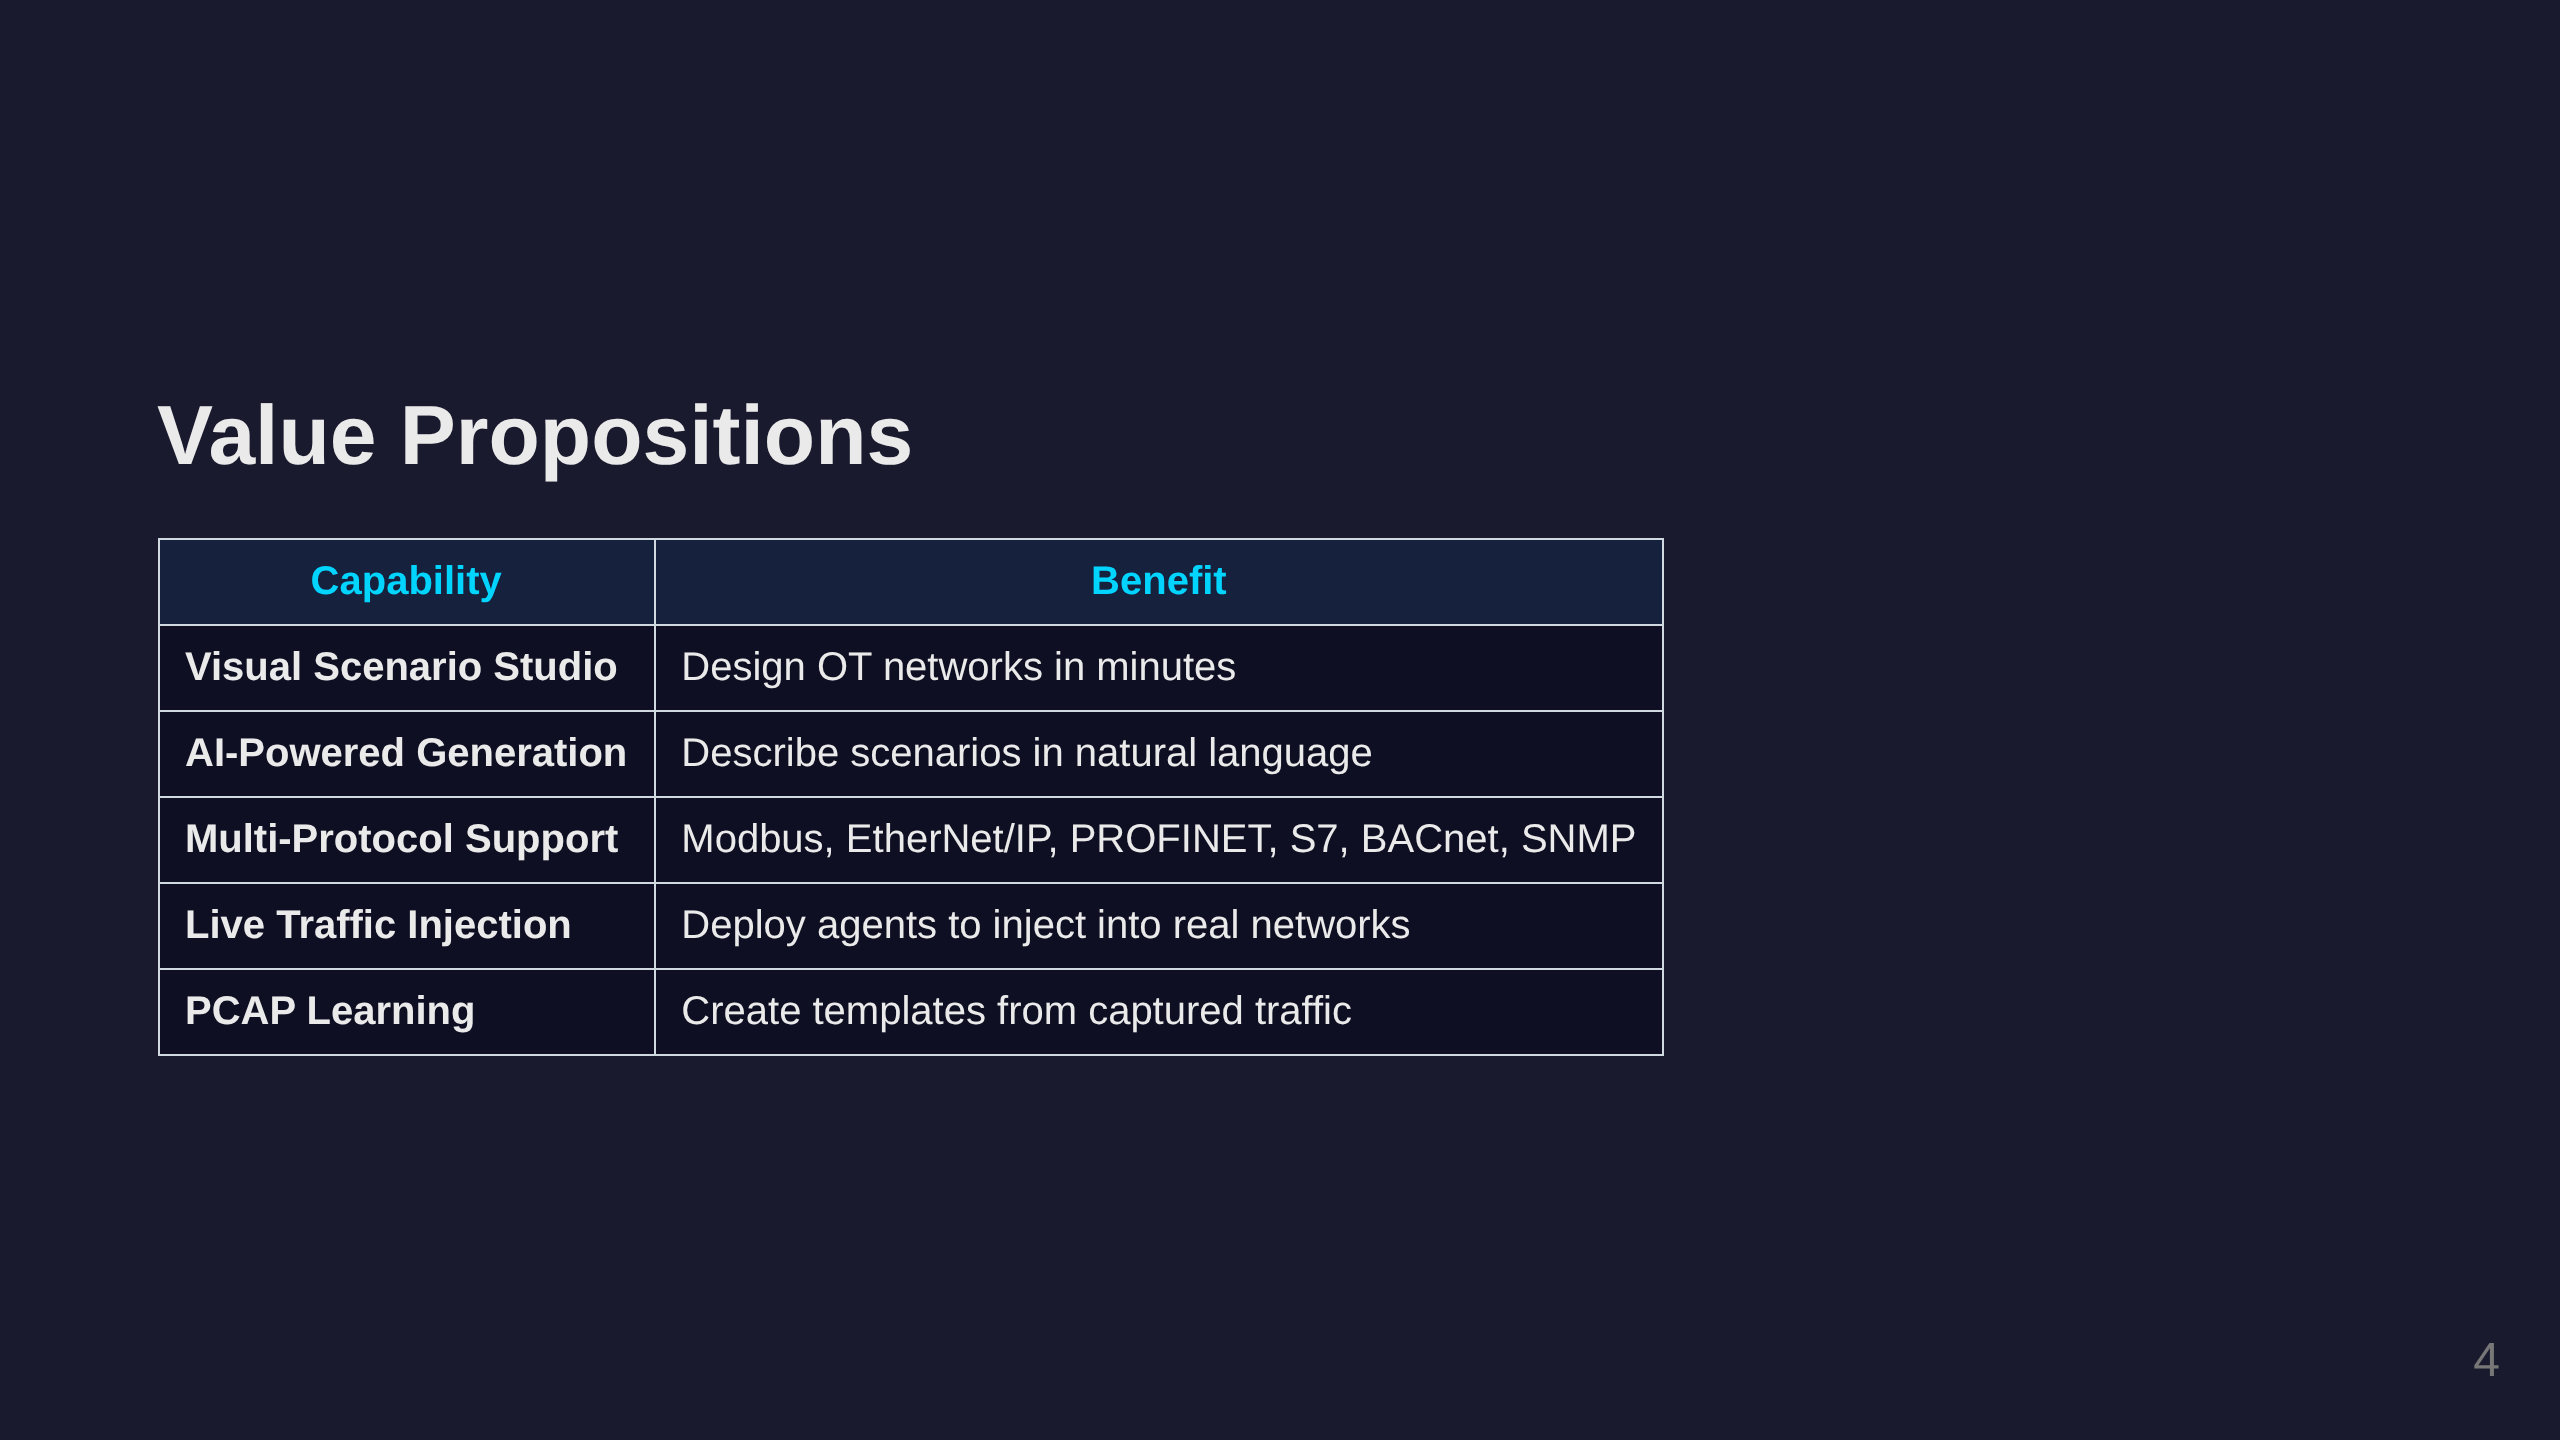 Value Propositions
Capability Benefit
Visual Scenario Studio Design OT networks in minutes
AI-Powered Generation Describe scenarios in natural language
Multi-Protocol Support Modbus, EtherNet/IP, PROFINET, S7, BACnet, SNMP
Live Traffic Injection Deploy agents to inject into real networks
PCAP Learning Create templates from captured traffic
4